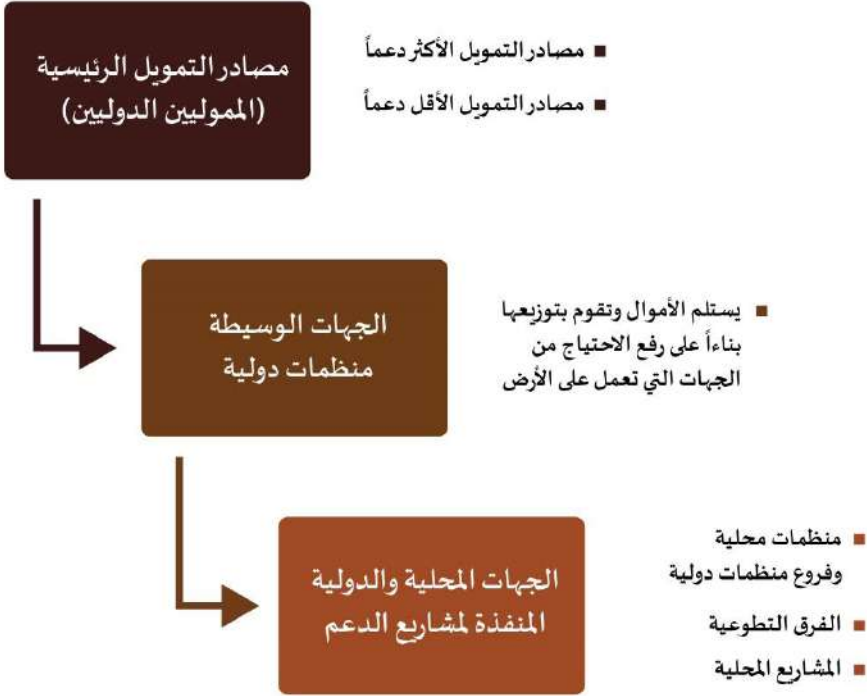 مصادر التمويل الرئيسية
(المموليين الدوليين)
▪ مصادر التمويل الأكثر دعماً
▪ مصادر التمويل الأقل دعماً
الجهات الوسيطة
منظمات دولية
▪ يستلم الأموال وتقوم بتوزيعها
بناءاً على رفع الاحتياج من
الجهات التي تعمل على الأرض
الجهات المحلية والدولية
المنفذة لمشاريع الدعم
▪ منظمات محلية
وفروع منظمات دولية
▪ الفرق التطوعية
▪ المشاريع المحلية